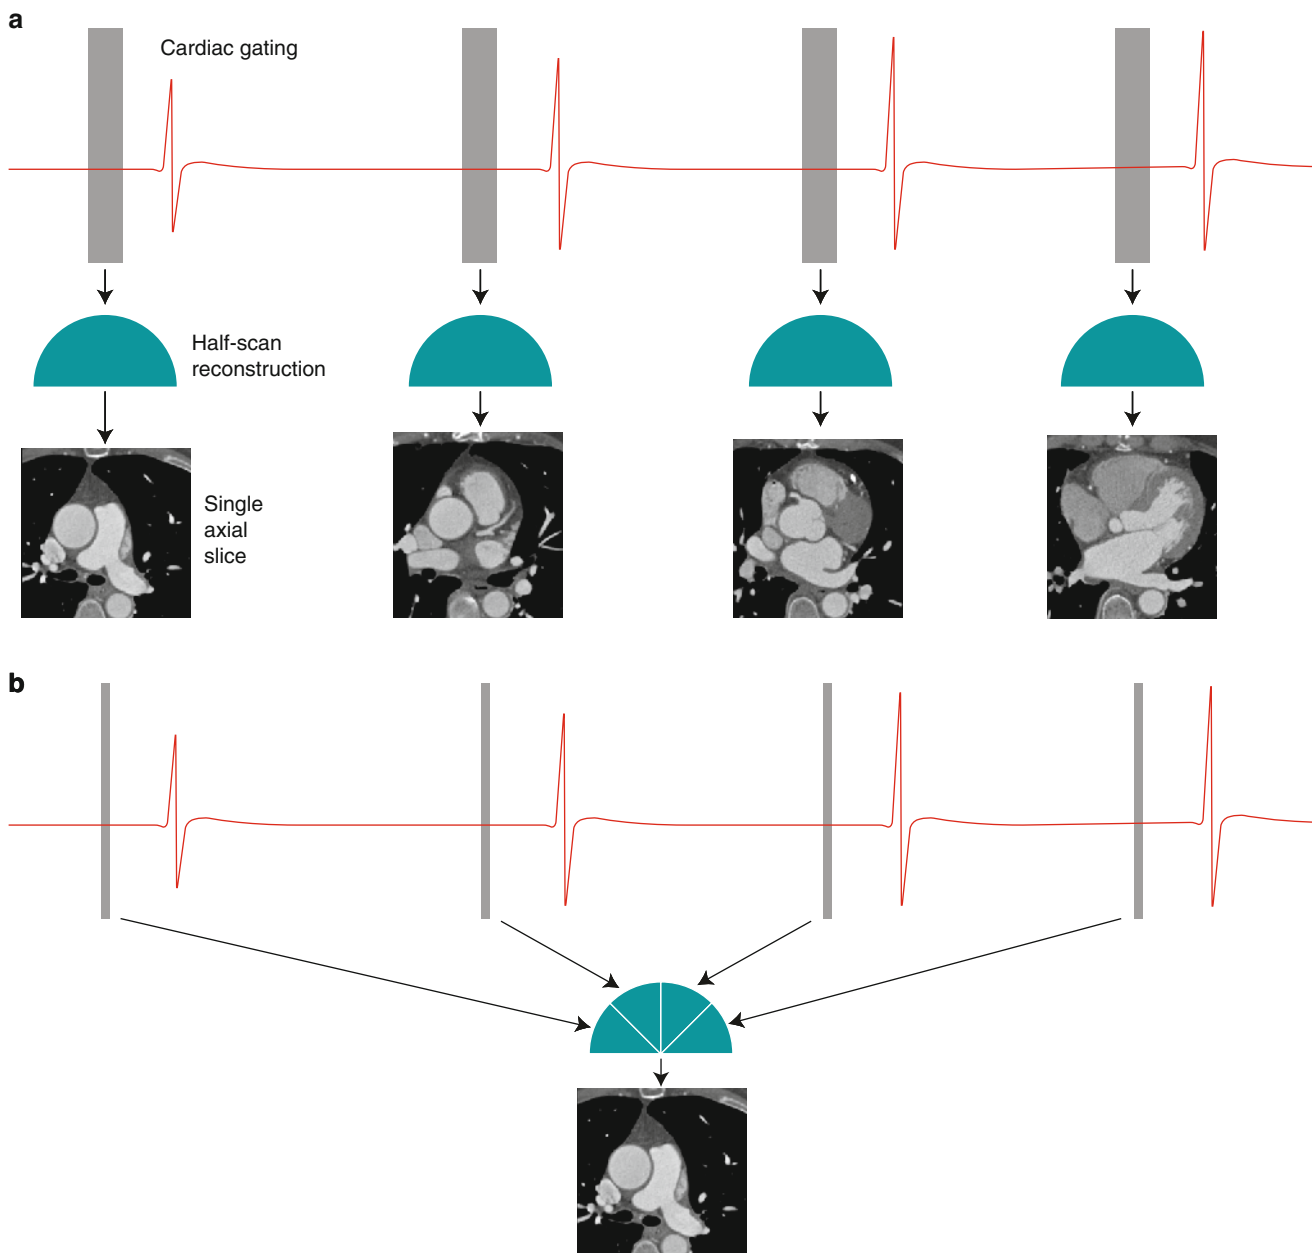 a
Cardiac gating
Half-scan
reconstruction
Single
axial
slice
b